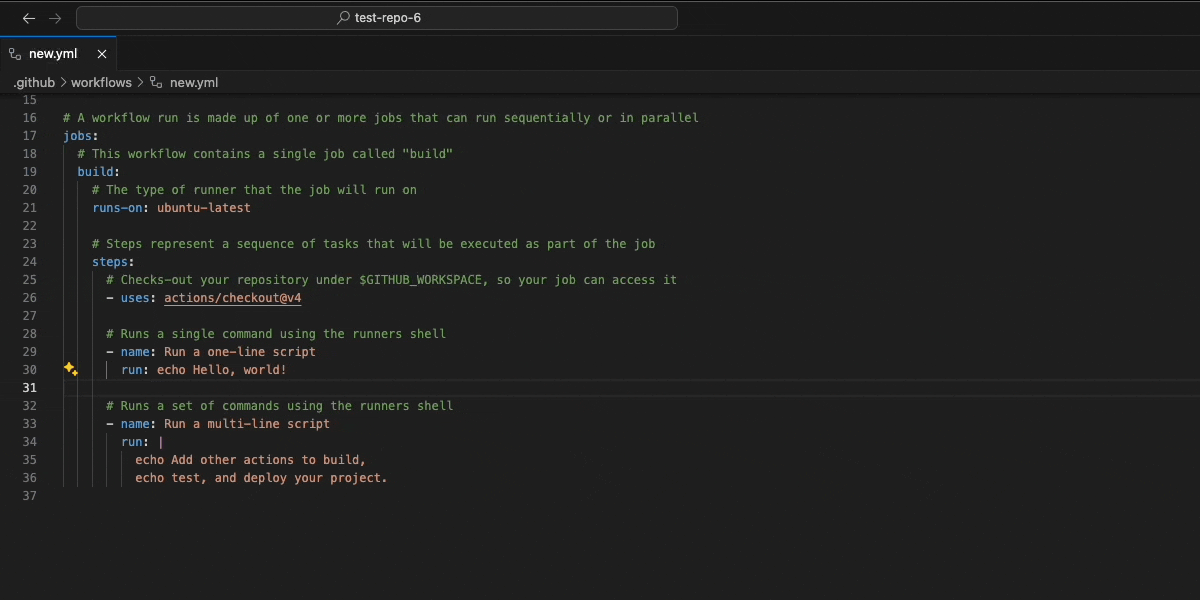 test-repo-6
new.yml
.github > workflows > new.yml
15
16 # A workflow run is made up of one or more jobs that can run sequentially or in parallel
17 jobs:
18 # This workflow contains a single job called "build"
19 build:
20 # The type of runner that the job will run on
21 runs-on: ubuntu-latest
22
23 # Steps represent a sequence of tasks that will be executed as part of the job
24 steps:
25 # Checks-out your repository under $GITHUB_WORKSPACE, so your job can access it
26 - uses: actions/checkout@v4
27
28 # Runs a single command using the runners shell
29 - name: Run a one-line script
30 run: echo Hello, world!
31
32 # Runs a set of commands using the runners shell
33 - name: Run a multi-line script
34 run: |
35 echo Add other actions to build,
36 echo test, and deploy your project.
37